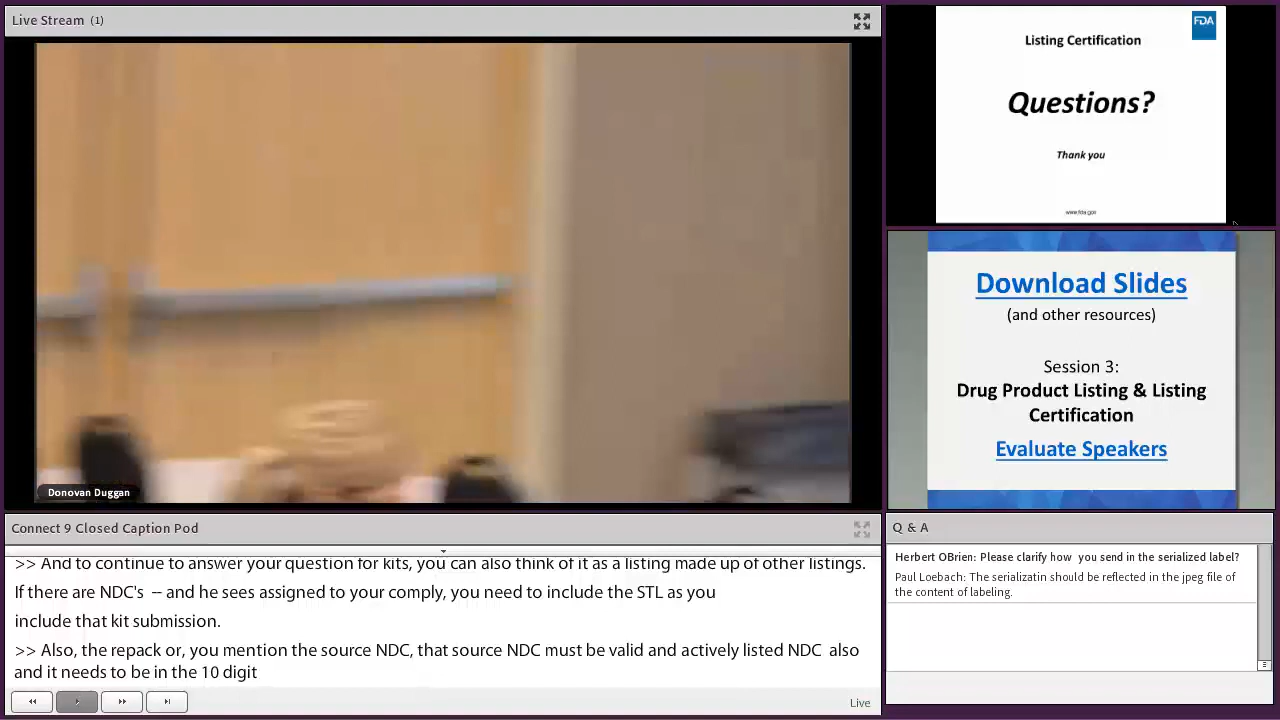 Live Stream (1)
Donovan Duggan
FDA
Listing Certification
Questions?
Thank you
www.fda.gov
Download Slides
(and other resources)
Session 3:
Drug Product Listing & Listing
Certification
Evaluate Speakers
Connect 9 Closed Caption Pod
>> And to continue to answer your question for kits, you can also think of it as a listing made up of other listings.
If there are NDC's -- and he sees assigned to your comply, you need to include the STL as you
include that kit submission.
>> Also, the repack or, you mention the source NDC, that source NDC must be valid and actively listed NDC also
and it needs to be in the 10 digit
Live
Q & A
Herbert OBrien: Please clarify how you send in the serialized label?
Paul Loebach: The serializatin should be reflected in the jpeg file of
the content of labeling.